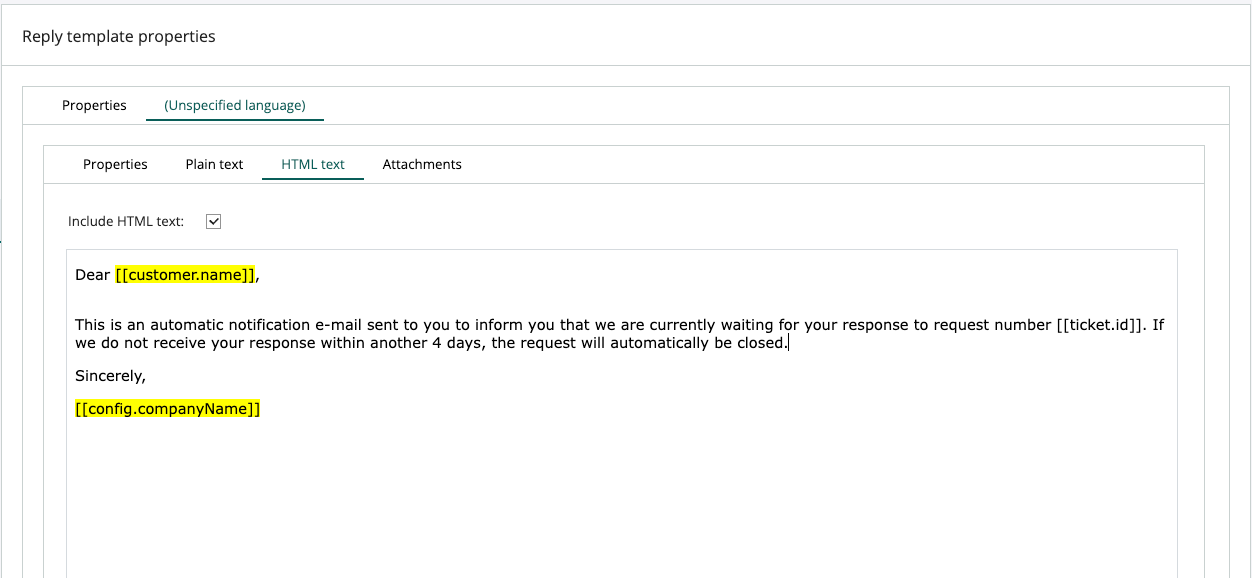 Reply template properties
Properties (Unspecified language)
Properties Plain text HTML text Attachments
Include HTML text:
Dear [[customer.name]],
This is an automatic notification e-mail sent to you to inform you that we are currently waiting for your response to request number [[ticket.id]]. If
we do not receive your response within another 4 days, the request will automatically be closed.
Sincerely,
[[config.companyName]]